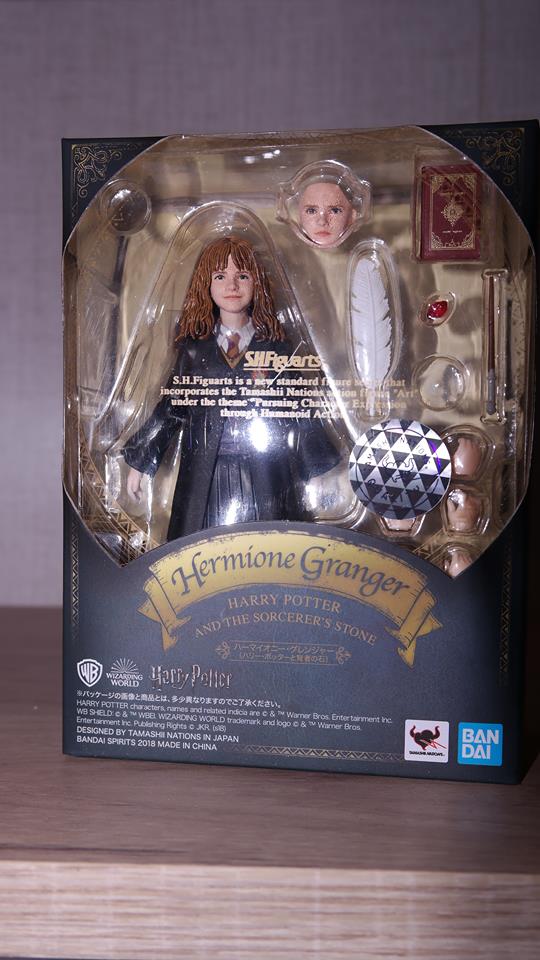 S.H.Figuarts
S.H.Figuarts is a new standard figure series that
incorporates the Tamashii Nations action figure "Art"
under the theme "Pursuing Character Expression
through Humanoid Action
Hermione Granger
HARRY POTTER
AND THE SORCERER'S STONE
ハーマイオニー・グレンジャー
(ハリー・ポッターと賢者の石)
WB
WIZARDING
WORLD
Harry Potter
※パッケージの画像と商品とは、多少異なりますのでご了承ください。
HARRY POTTER characters, names and related indicia are © & ™ Warner Bros. Entertainment Inc.
WB SHIELD: © & ™ WBEI. WIZARDING WORLD trademark and logo © & ™ Warner Bros.
Entertainment Inc. Publishing Rights © JKR. (s18)
DESIGNED BY TAMASHII NATIONS IN JAPAN
BANDAI SPIRITS 2018 MADE IN CHINA
TAMASHII NATIONS
BAN
DAI